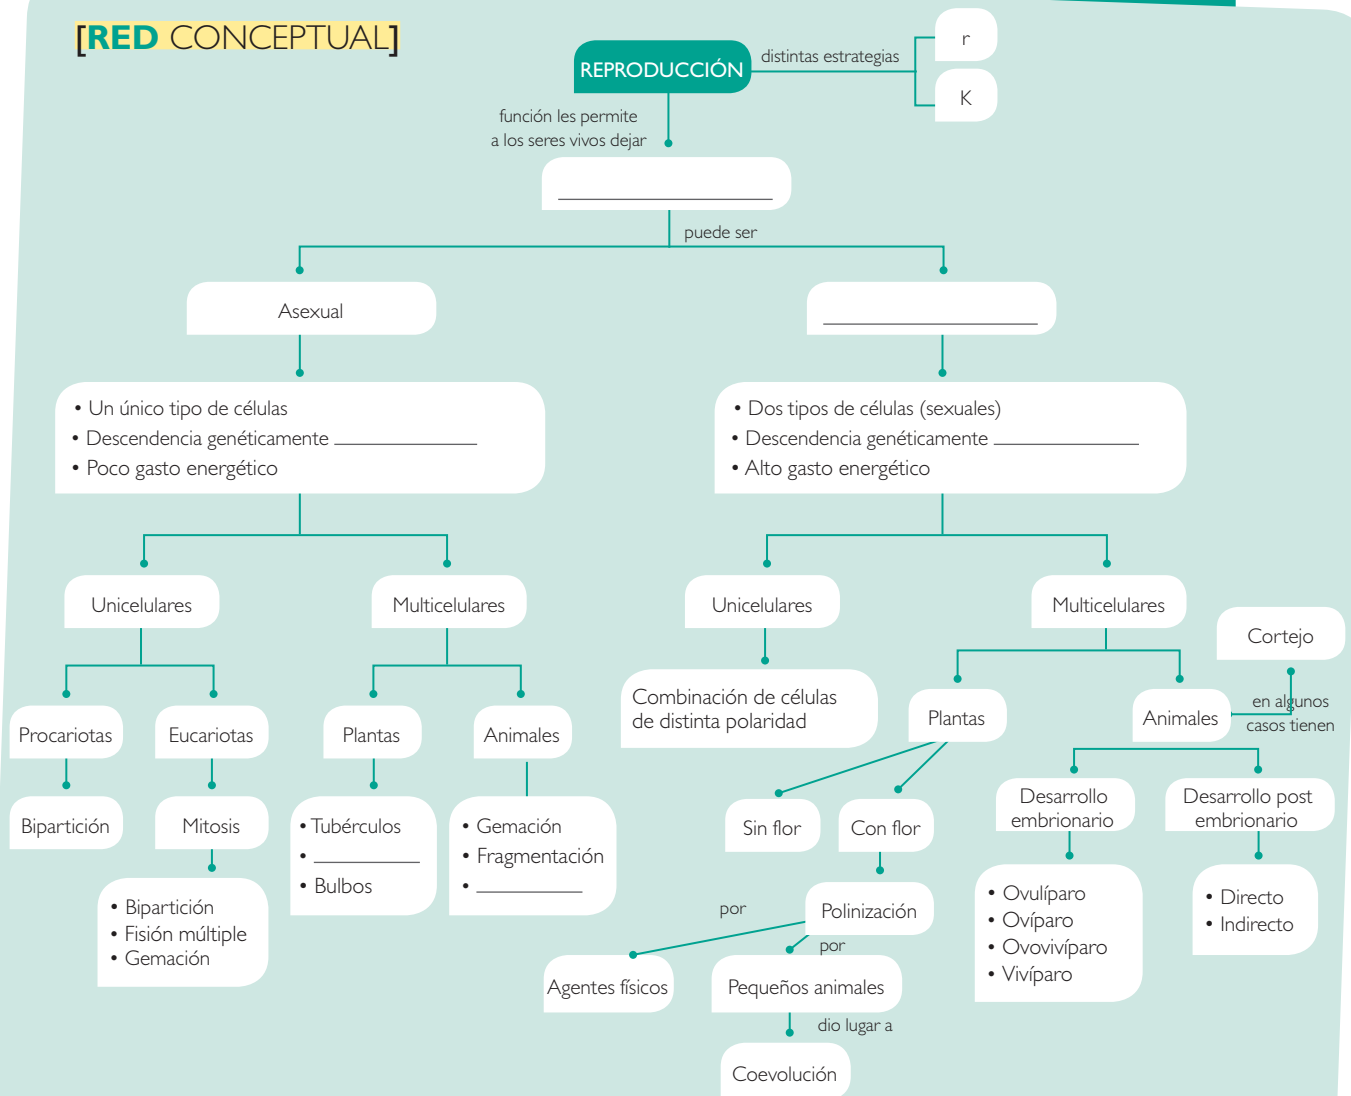 [RED CONCEPTUAL]
REPRODUCCIÓN
distintas estrategias
r
K
función les permite
a los seres vivos dejar
puede ser
Asexual
• Un único tipo de células
• Descendencia genéticamente
• Poco gasto energético
• Dos tipos de células (sexuales)
• Descendencia genéticamente
• Alto gasto energético
Unicelulares
Multicelulares
Unicelulares
Multicelulares
Cortejo
en algunos
casos tienen
Procariotas
Eucariotas
Plantas
Animales
Combinación de células
de distinta polaridad
Plantas
Animales
Bipartición
Mitosis
• Bipartición
• Fisión múltiple
• Gemación
• Tubérculos
•
• Bulbos
• Gemación
• Fragmentación
•
Sin flor
Con flor
Desarrollo
embrionario
Desarrollo post
embrionario
• Ovulíparo
• Ovíparo
• Ovovivíparo
• Vivíparo
• Directo
• Indirecto
Polinización
por
por
Agentes físicos
Pequeños animales
dio lugar a
Coevolución